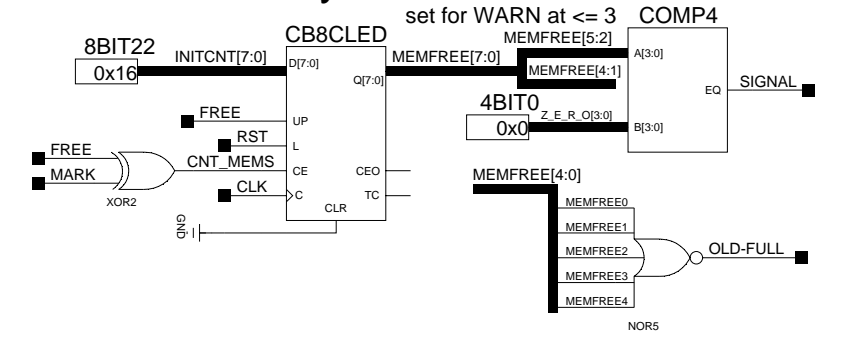 set for WARN at <= 3
COMP4
CB8CLED
8BIT22
0x16
INITCNT[7:0]
D[7:0]
Q[7:0]
MEMFREE[7:0]
MEMFREE[5:2]
MEMFREE[4:1]
A[3:0]
EQ
SIGNAL
4BIT0
0x0
Z_E_R_O[3:0]
B[3:0]
FREE
UP
RST
L
FREE
MARK
XOR2
CNT_MEMS
CE
CEO
CLK
C
TC
CLR
GND
MEMFREE[4:0]
MEMFREE0
MEMFREE1
MEMFREE2
MEMFREE3
MEMFREE4
OLD-FULL
NOR5